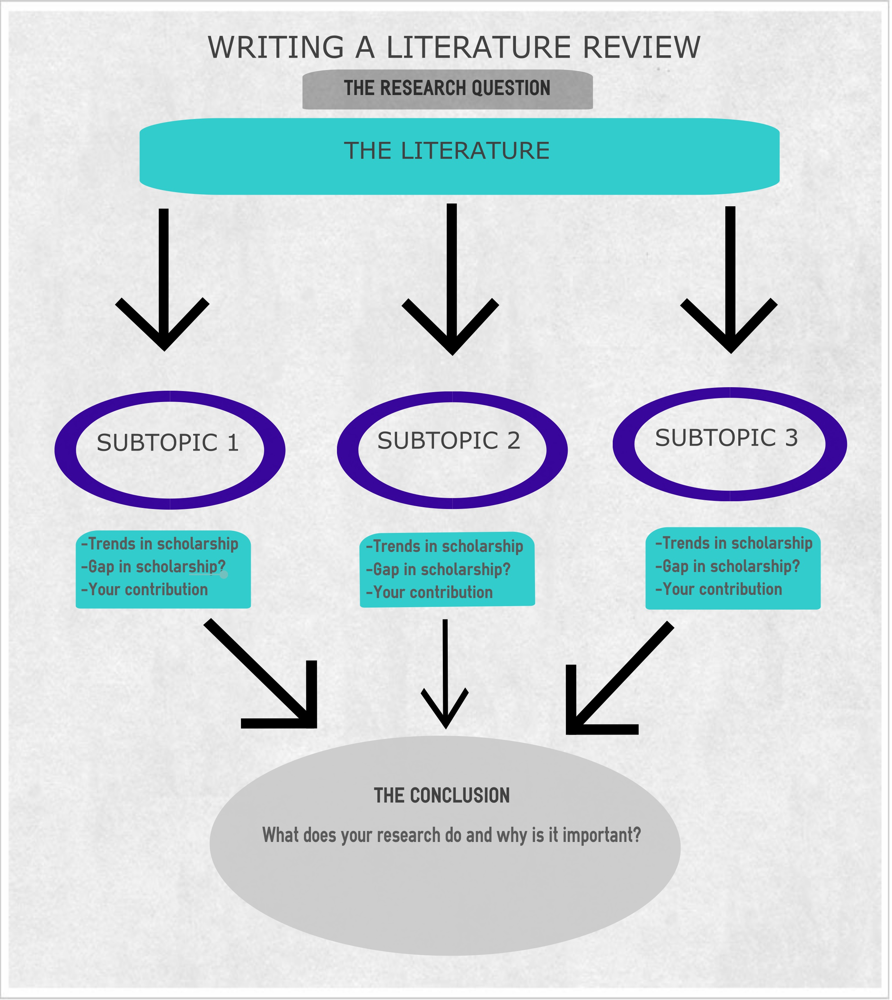 WRITING A LITERATURE REVIEW
THE RESEARCH QUESTION
THE LITERATURE
SUBTOPIC 1
SUBTOPIC 2
SUBTOPIC 3
-Trends in scholarship
-Gap in scholarship?
-Your contribution
-Trends in scholarship
-Gap in scholarship?
-Your contribution
-Trends in scholarship
-Gap in scholarship?
-Your contribution
THE CONCLUSION
What does your research do and why is it important?